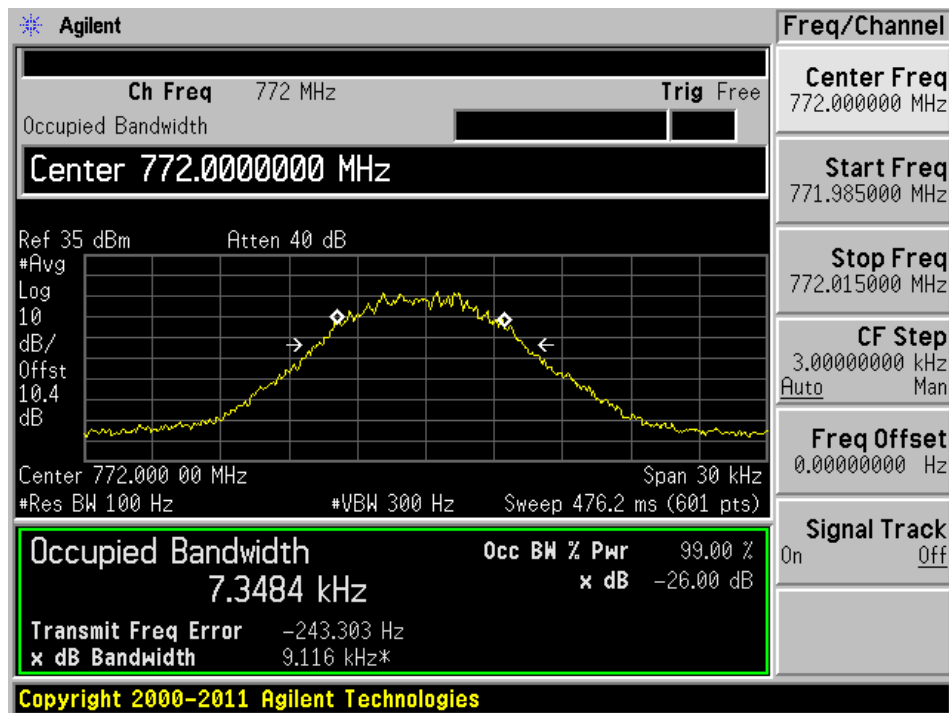 Agilent
Ch Freq 772 MHz Trig Free
Occupied Bandwidth
Center 772.0000000 MHz
Ref 35 dBm Atten 40 dB
#Avg
Log
10
dB/
Offst
10.4
dB
Center 772.000 00 MHz Span 30 kHz
#Res BW 100 Hz #VBW 300 Hz Sweep 476.2 ms (601 pts)
Occupied Bandwidth
7.3484 kHz
Occ BW % Pwr 99.00 %
x dB -26.00 dB
Transmit Freq Error -243.303 Hz
x dB Bandwidth 9.116 kHz*
Copyright 2000-2011 Agilent Technologies
Freq/Channel
Center Freq
772.000000 MHz
Start Freq
771.985000 MHz
Stop Freq
772.015000 MHz
CF Step
3.00000000 kHz
Auto Man
Freq Offset
0.00000000 Hz
Signal Track
On Off